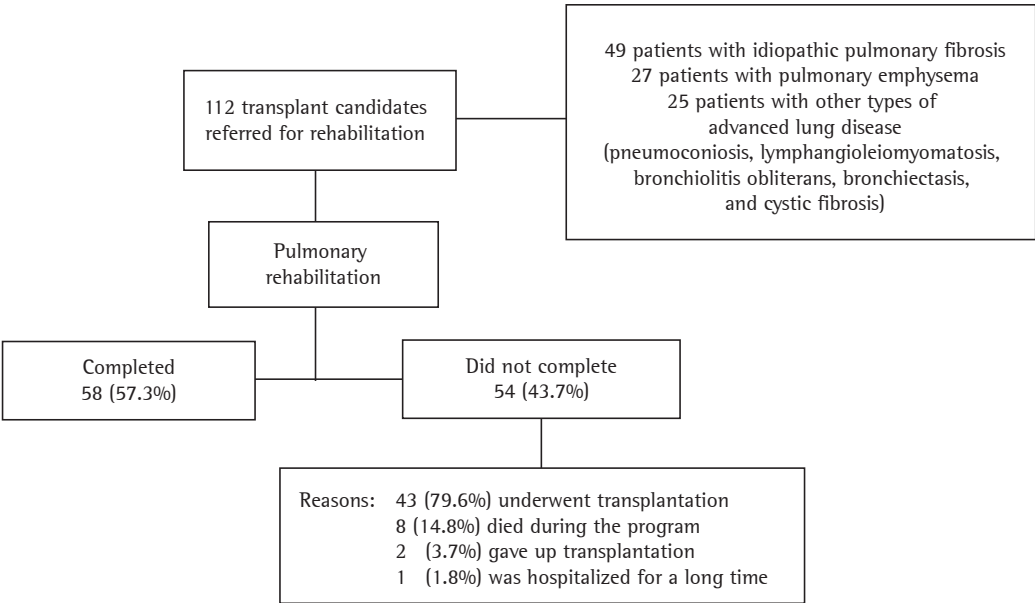 112 transplant candidates
referred for rehabilitation
49 patients with idiopathic pulmonary fibrosis
27 patients with pulmonary emphysema
25 patients with other types of
advanced lung disease
(pneumoconiosis, lymphangioleiomyomatosis,
bronchiolitis obliterans, bronchiectasis,
and cystic fibrosis)
Pulmonary
rehabilitation
Completed
58 (57.3%)
Did not complete
54 (43.7%)
Reasons: 43 (79.6%) underwent transplantation
8 (14.8%) died during the program
2 (3.7%) gave up transplantation
1 (1.8%) was hospitalized for a long time